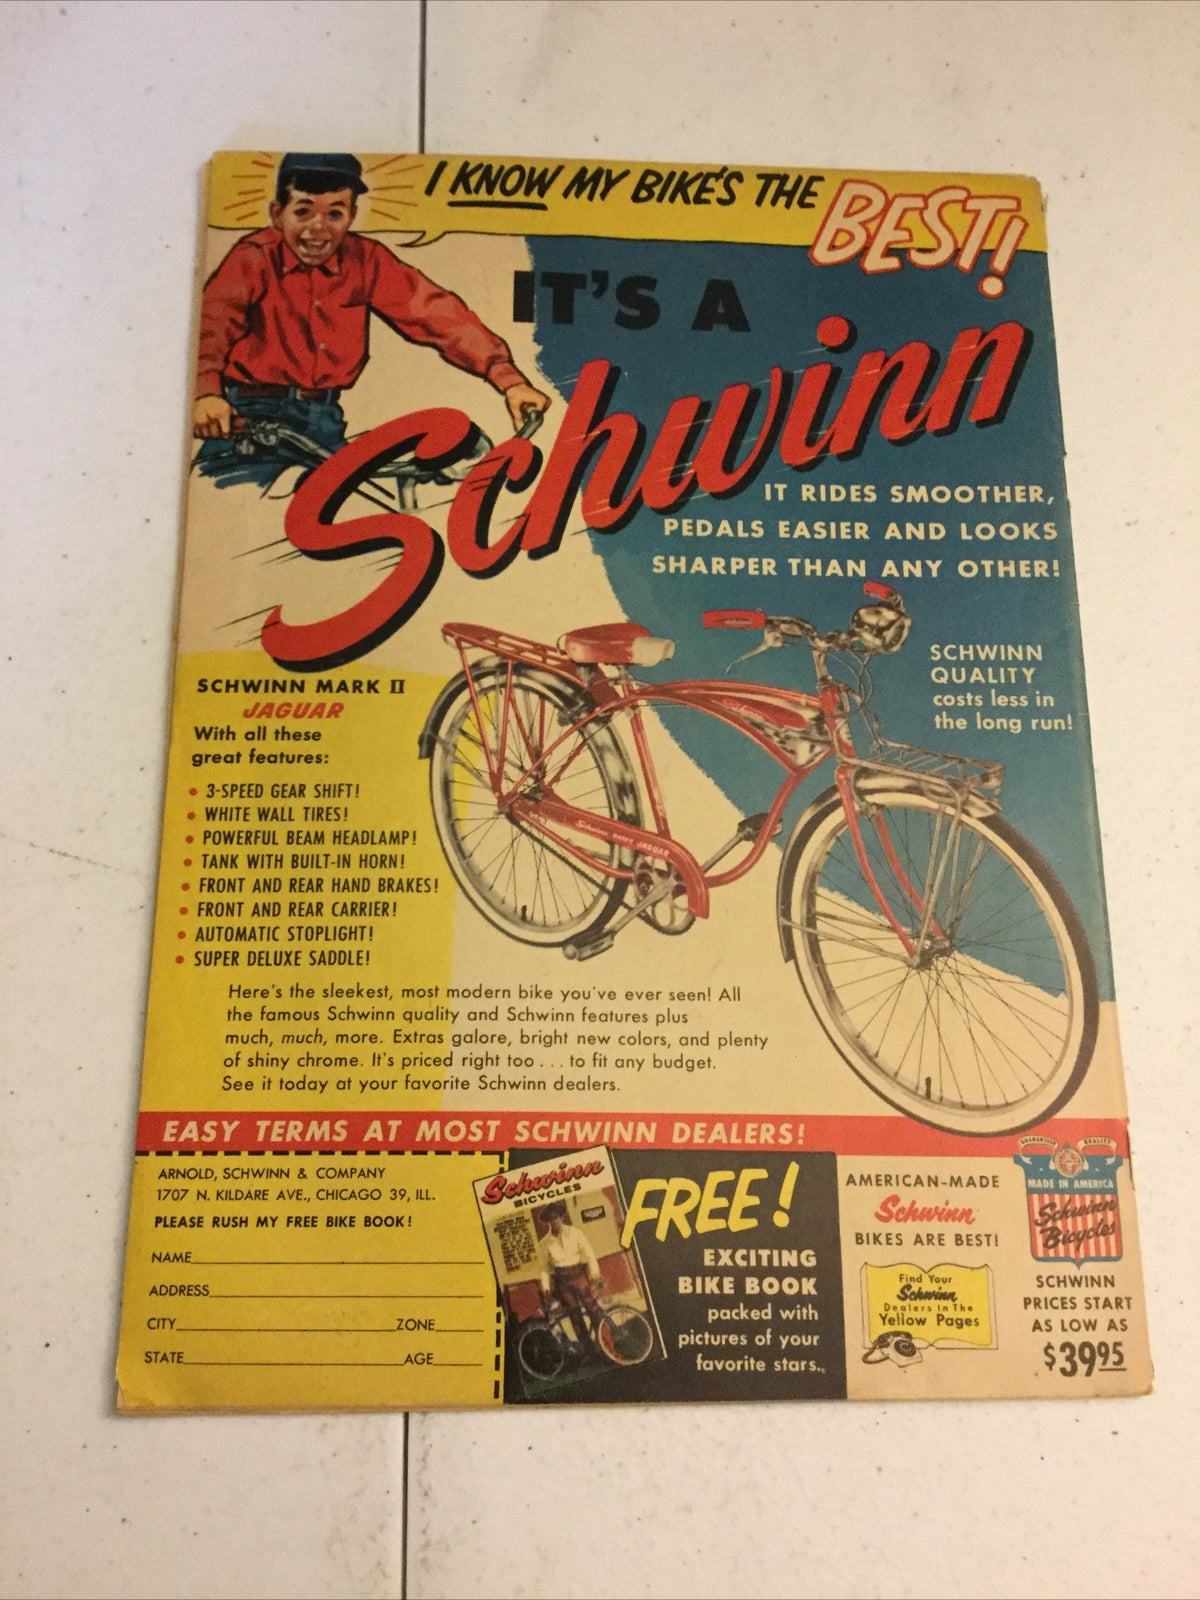 I KNOW MY BIKE'S THE BEST!
IT'S A
Schwinn
IT RIDES SMOOTHER,
PEDALS EASIER AND LOOKS
SHARPER THAN ANY OTHER!
SCHWINN
QUALITY
costs less in
the long run!
SCHWINN MARK II
JAGUAR
With all these
great features:
• 3-SPEED GEAR SHIFT!
• WHITE WALL TIRES!
• POWERFUL BEAM HEADLAMP!
• TANK WITH BUILT-IN HORN!
• FRONT AND REAR HAND BRAKES!
• FRONT AND REAR CARRIER!
• AUTOMATIC STOPLIGHT!
• SUPER DELUXE SADDLE!
Schwinn MARK II JAGUAR
Here's the sleekest, most modern bike you've ever seen! All
the famous Schwinn quality and Schwinn features plus
much, much, more. Extras galore, bright new colors, and plenty
of shiny chrome. It's priced right too . . . to fit any budget.
See it today at your favorite Schwinn dealers.
EASY TERMS AT MOST SCHWINN DEALERS!
ARNOLD, SCHWINN & COMPANY
1707 N. KILDARE AVE., CHICAGO 39, ILL.
PLEASE RUSH MY FREE BIKE BOOK!
NAME
ADDRESS
CITY ZONE
STATE AGE
Schwinn
BICYCLES
FREE!
EXCITING
BIKE BOOK
packed with
pictures of your
favorite stars.
AMERICAN-MADE
Schwinn
BIKES ARE BEST!
Find Your
Schwinn
Dealers In The
Yellow Pages
GUARANTEED QUALITY
MADE IN AMERICA
Schwinn
Bicycles
SCHWINN
PRICES START
AS LOW AS
$39.95